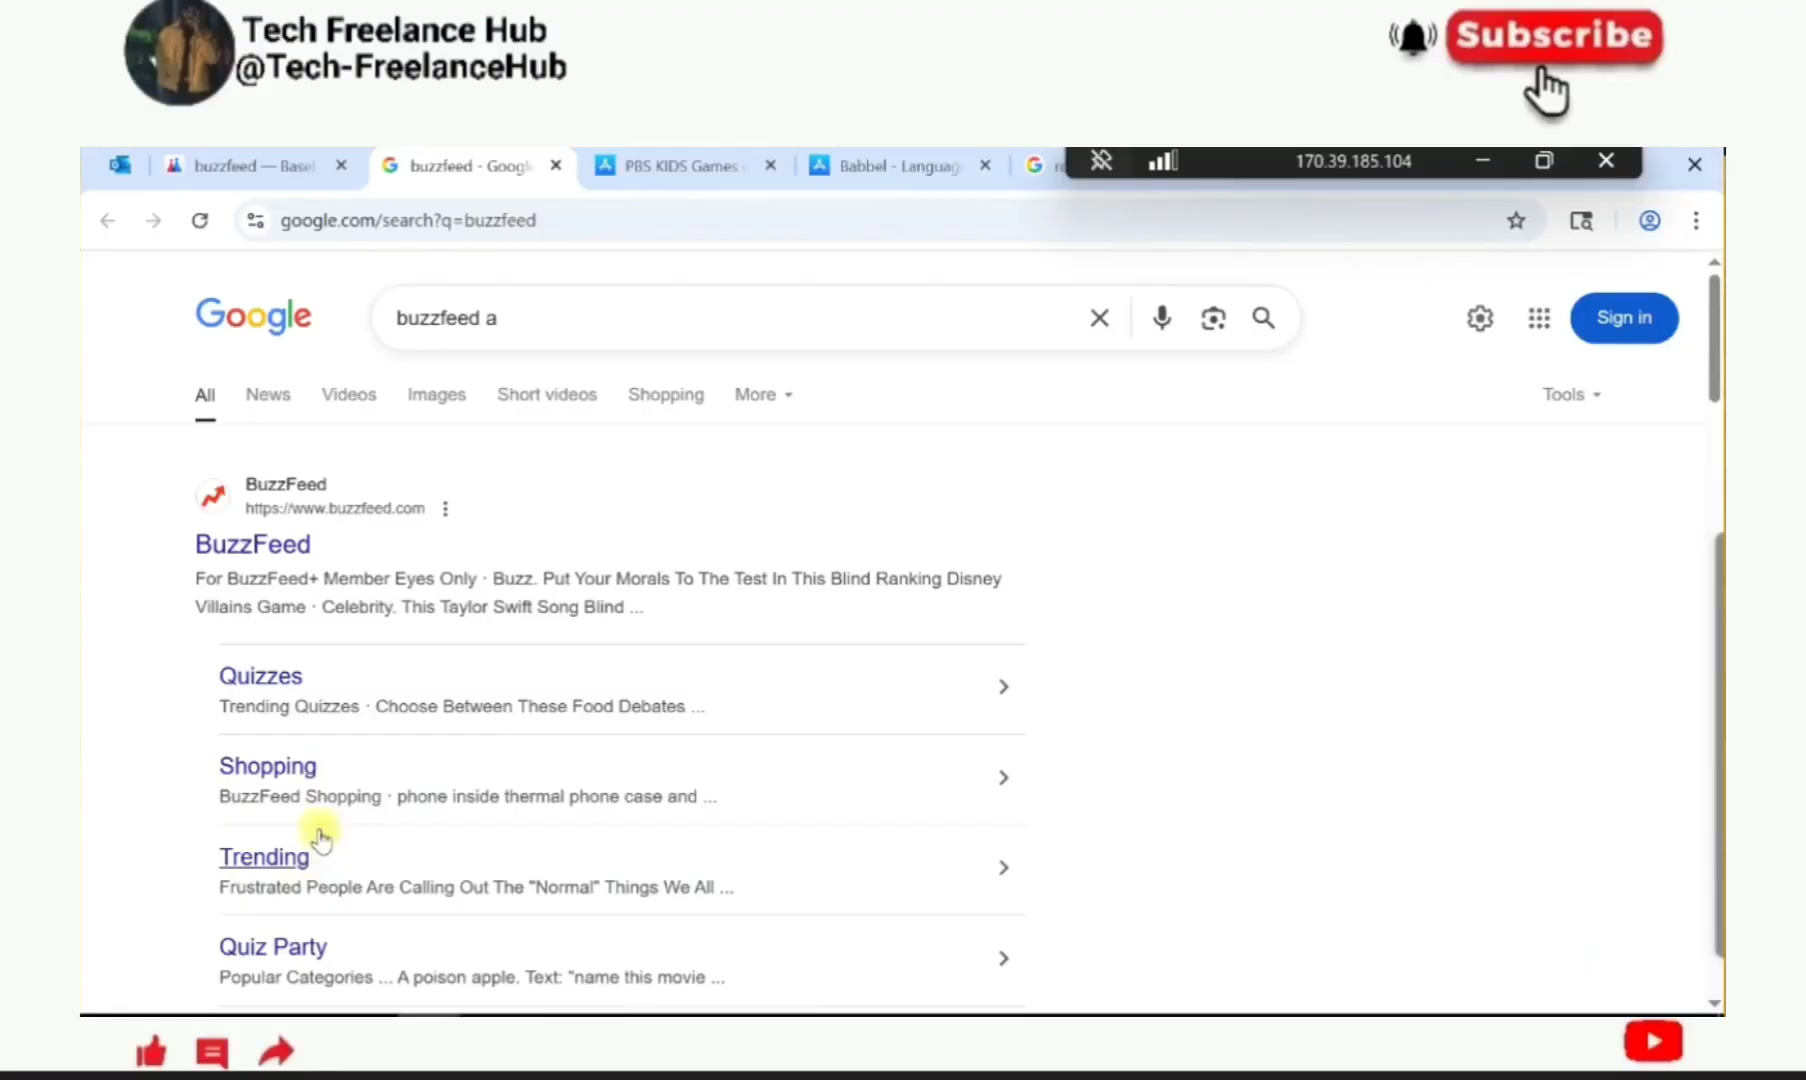 Tech Freelance Hub
@Tech-FreelanceHub
Subscribe
buzzfeed — Basel
buzzfeed - Googl
PBS KIDS Games
Babbel - Languag
170.39.185.104
google.com/search?q=buzzfeed
Google
buzzfeed a
Sign in
All News Videos Images Short videos Shopping More
Tools
BuzzFeed
https://www.buzzfeed.com
BuzzFeed
For BuzzFeed+ Member Eyes Only · Buzz. Put Your Morals To The Test In This Blind Ranking Disney
Villains Game · Celebrity. This Taylor Swift Song Blind ...
Quizzes
Trending Quizzes · Choose Between These Food Debates ...
Shopping
BuzzFeed Shopping · phone inside thermal phone case and ...
Trending
Frustrated People Are Calling Out The "Normal" Things We All ...
Quiz Party
Popular Categories ... A poison apple. Text: "name this movie ...